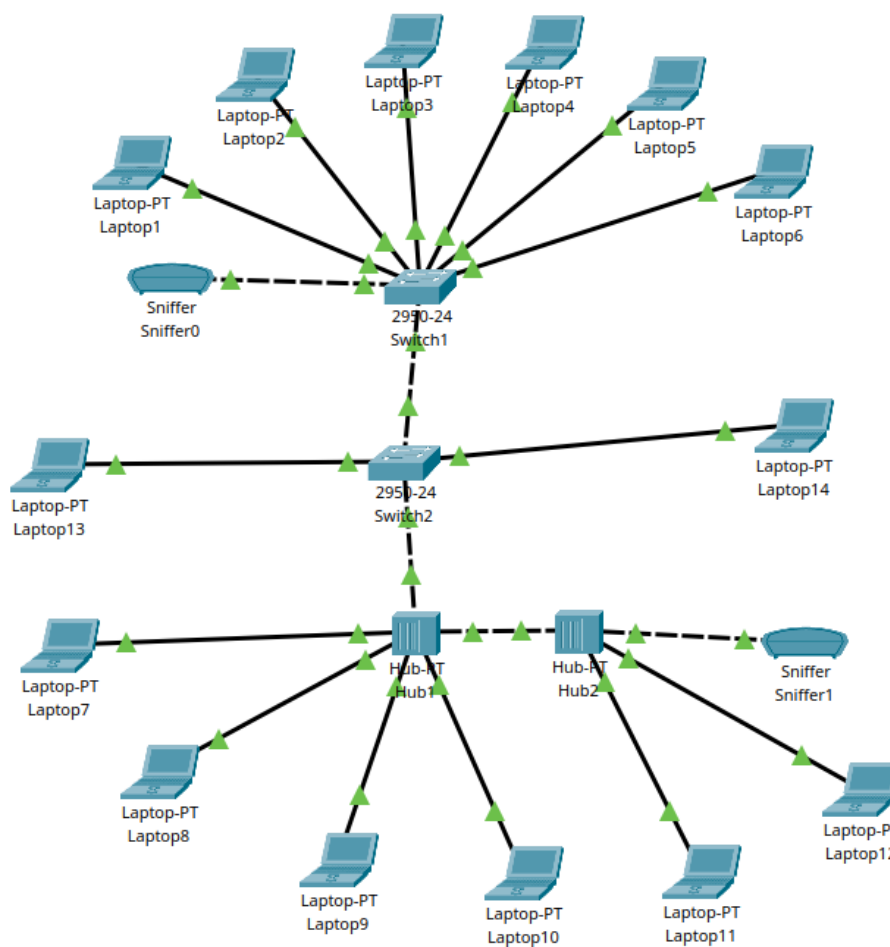 Laptop-PT
Laptop3
Laptop-PT
Laptop4
Laptop-PT
Laptop2
Laptop-PT
Laptop5
Laptop-PT
Laptop1
Laptop-PT
Laptop6
Sniffer
Sniffer0
2950-24
Switch1
Laptop-PT
Laptop14
2950-24
Switch2
Laptop-PT
Laptop13
Hub-PT
Hub1
Hub-PT
Hub2
Sniffer
Sniffer1
Laptop-PT
Laptop7
Laptop-PT
Laptop8
Laptop-P
Laptop12
Laptop-PT
Laptop9
Laptop-PT
Laptop10
Laptop-PT
Laptop11